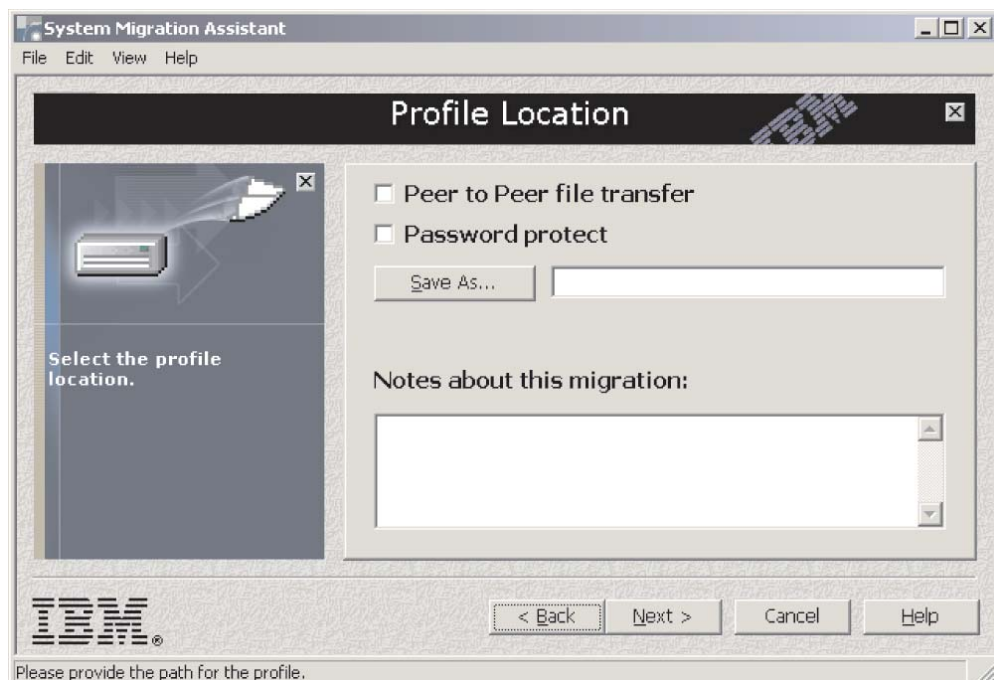 System Migration Assistant
File Edit View Help
Profile Location
IBM
Peer to Peer file transfer
Password protect
Save As...
Select the profile
location.
Notes about this migration:
IBM®
< Back Next > Cancel Help
Please provide the path for the profile.